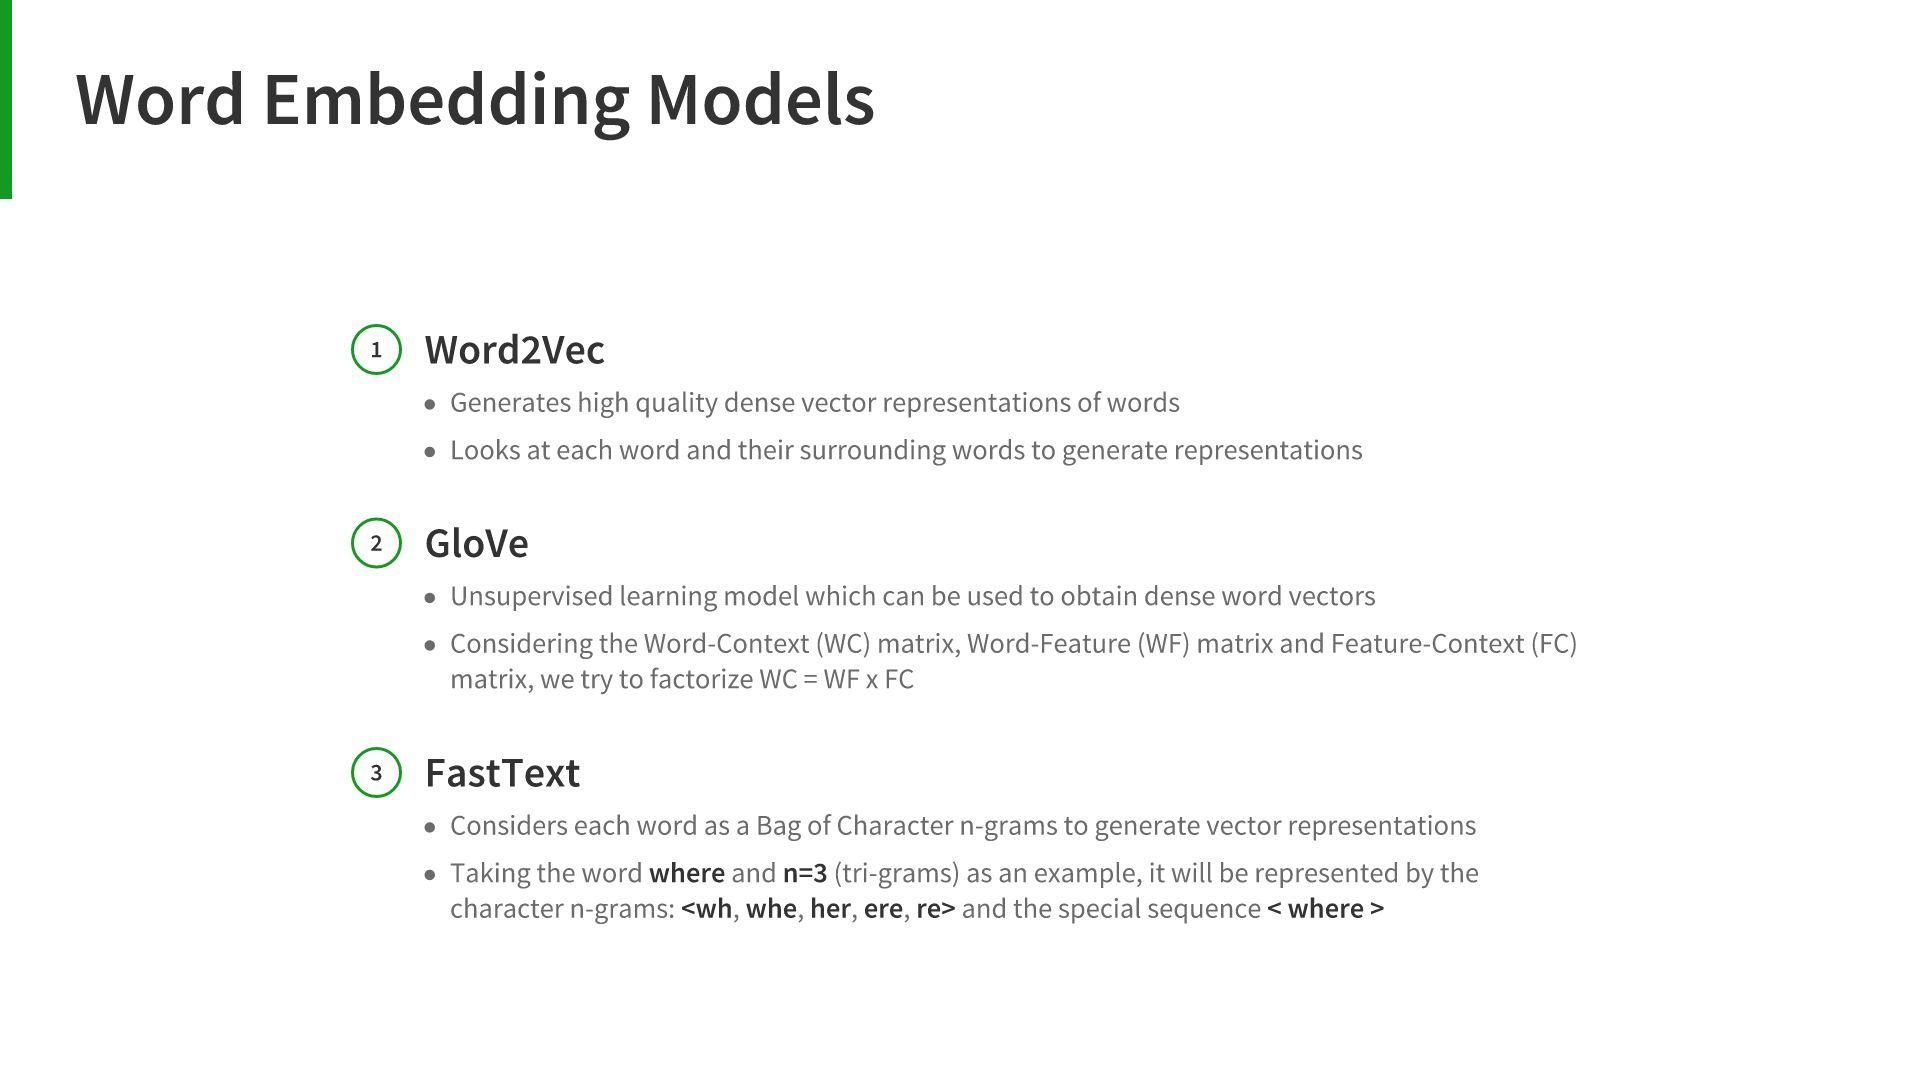 Word Embedding Models
1 Word2Vec
• Generates high quality dense vector representations of words
• Looks at each word and their surrounding words to generate representations
2 GloVe
• Unsupervised learning model which can be used to obtain dense word vectors
• Considering the Word-Context (WC) matrix, Word-Feature (WF) matrix and Feature-Context (FC)
matrix, we try to factorize WC = WF x FC
3 FastText
• Considers each word as a Bag of Character n-grams to generate vector representations
• Taking the word where and n=3 (tri-grams) as an example, it will be represented by the
character n-grams: <wh, whe, her, ere, re> and the special sequence < where >